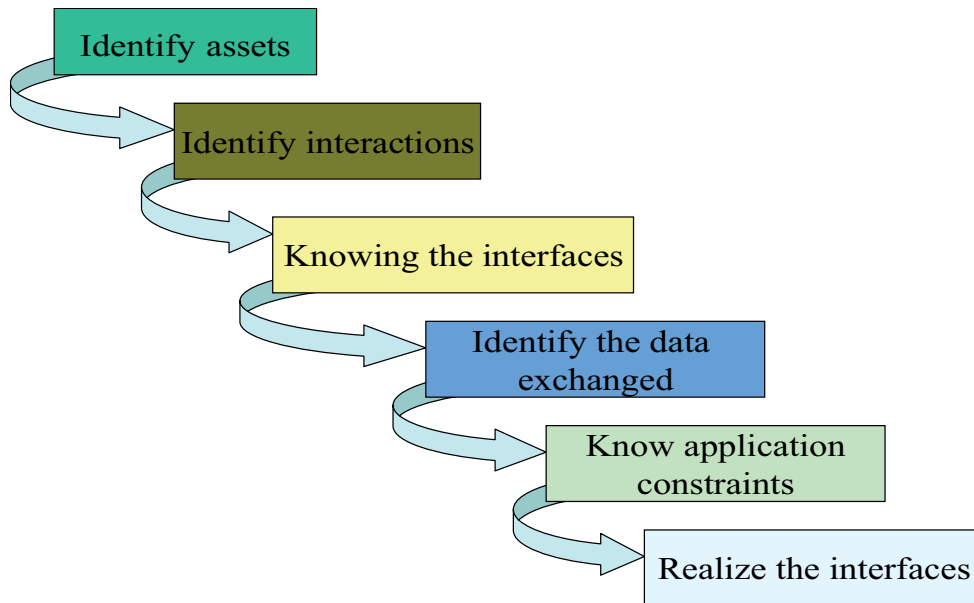 Identify assets
Identify interactions
Knowing the interfaces
Identify the data
exchanged
Know application
constraints
Realize the interfaces